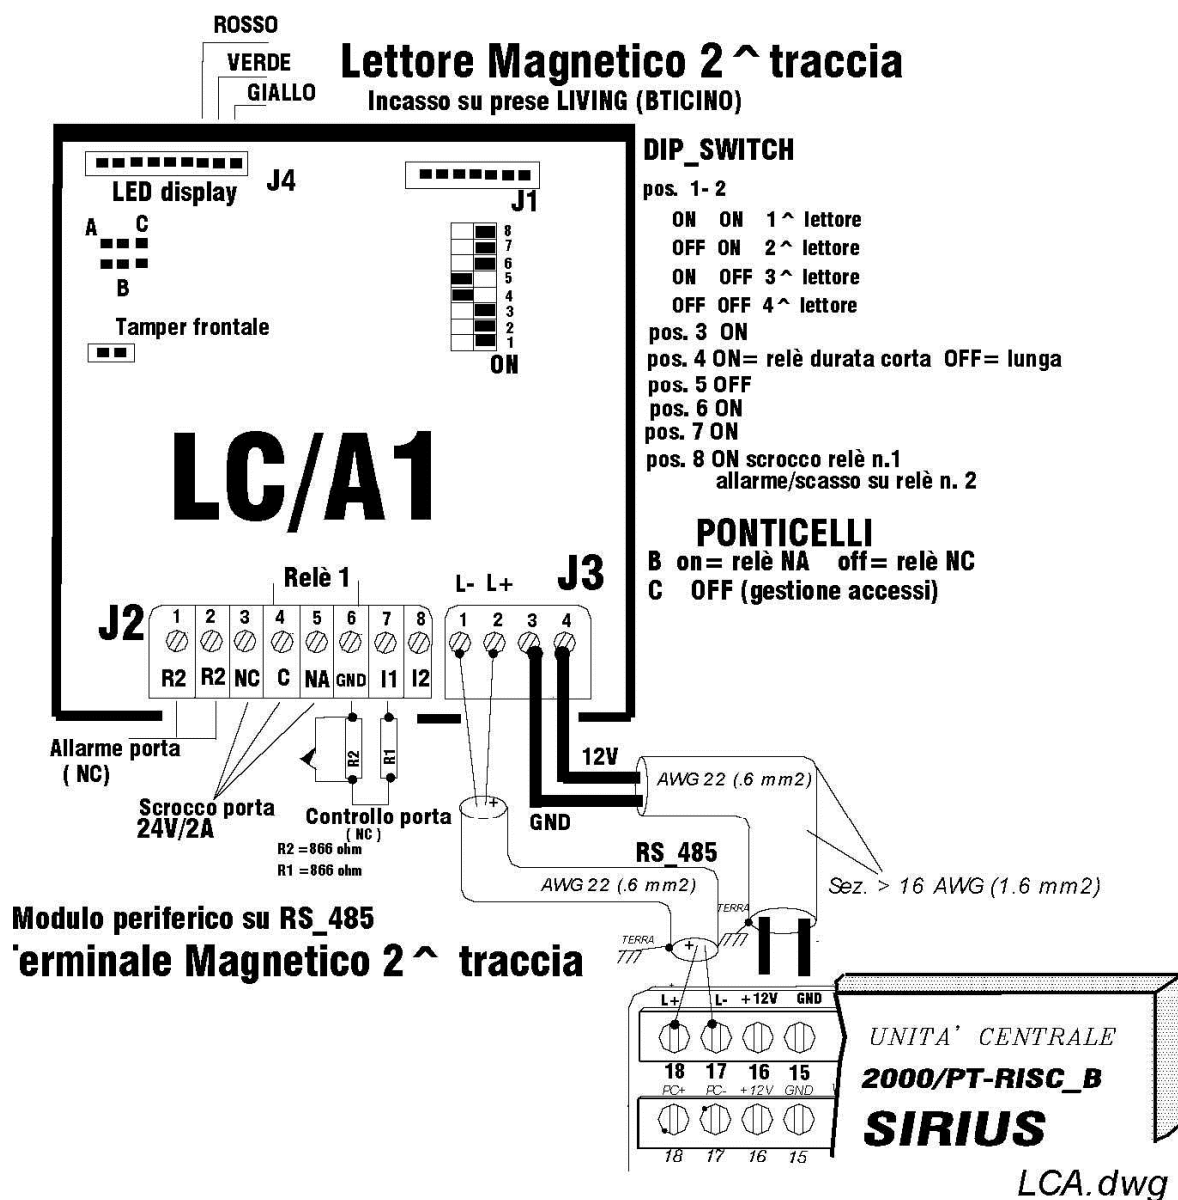 ROSSO
VERDE
GIALLO
Lettore Magnetico 2 ^ traccia
Incasso su prese LIVING (BTICINO)
J4
LED display
J1
A C
B
Tamper frontale
8
7
6
5
4
3
2
1
ON
DIP_SWITCH
pos. 1- 2
ON ON 1^ lettore
OFF ON 2^ lettore
ON OFF 3^ lettore
OFF OFF 4^ lettore
pos. 3 ON
pos. 4 ON= relè durata corta OFF= lunga
pos. 5 OFF
pos. 6 ON
pos. 7 ON
pos. 8 ON scrocco relè n.1
allarme/scasso su relè n. 2
PONTICELLI
B on= relè NA off= relè NC
C OFF (gestione accessi)
LC/A1
Relè 1
J2
1 2 3 4 5 6 7 8
R2 R2 NC C NA GND I1 I2
L- L+
J3
1 2 3 4
Allarme porta
( NC)
Scrocco porta
24V/2A
R2 R1
Controllo porta
( NC )
R2 =866 ohm
R1 =866 ohm
12V
GND
AWG 22 (.6 mm2)
+
RS_485
AWG 22 (.6 mm2)
Sez. > 16 AWG (1.6 mm2)
TERRA
TERRA
+
Modulo periferico su RS_485
erminale Magnetico 2 ^ traccia
L+ L- +12V GND
18 17 16 15
PC+ PC- +12V GND
18 17 16 15
UNITA' CENTRALE
2000/PT-RISC_B
SIRIUS
LCA.dwg